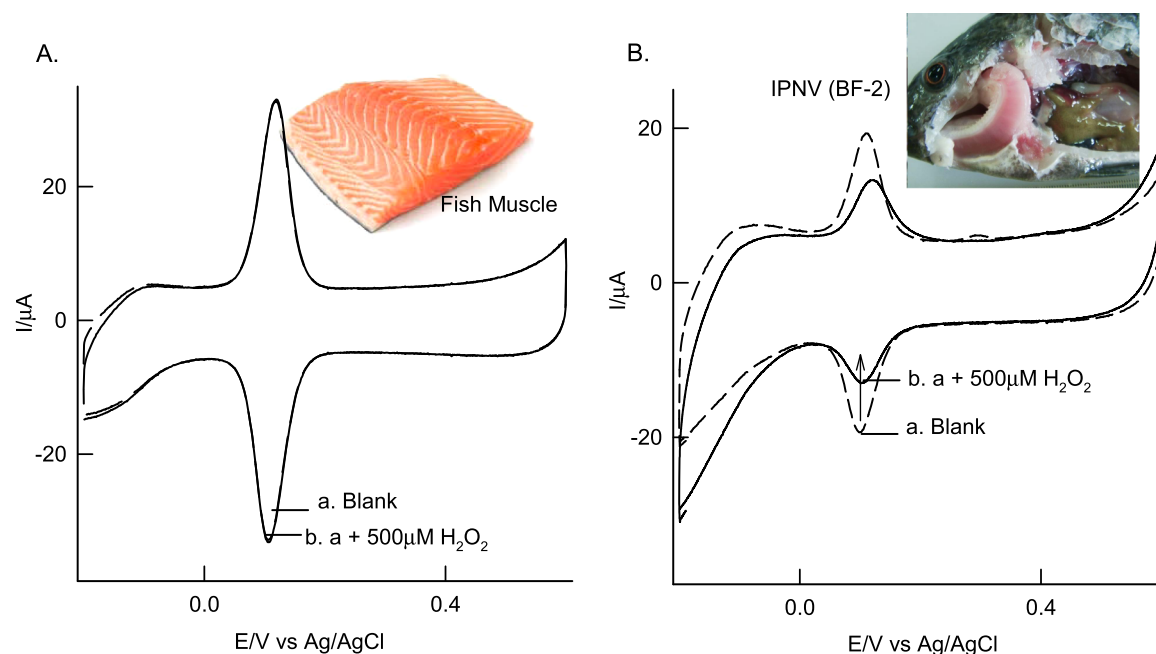 A.
I/μA
20
0
-20
Fish Muscle
a. Blank
b. a + 500μM H₂O₂
0.0
0.4
E/V vs Ag/AgCl
B.
IPNV (BF-2)
I/μA
20
0
-20
b. a + 500μM H₂O₂
a. Blank
0.0
0.4
E/V vs Ag/AgCl